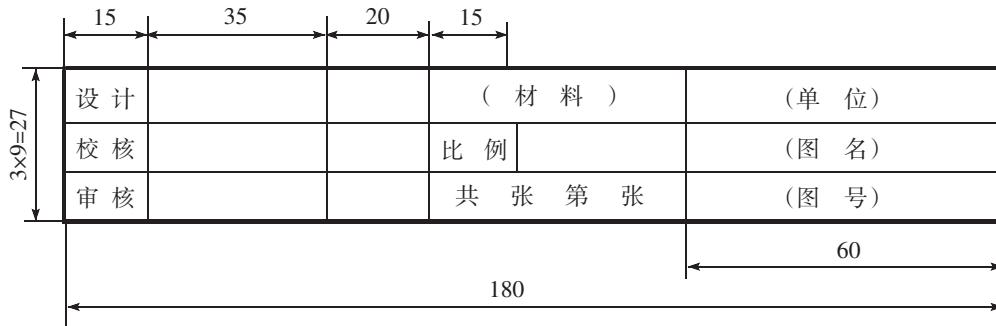 15 35 20 15
设 计 ( 材 料 ) (单 位)
3×9=27
校 核 比 例 (图 名)
审 核 共 张 第 张 (图 号)
60
180